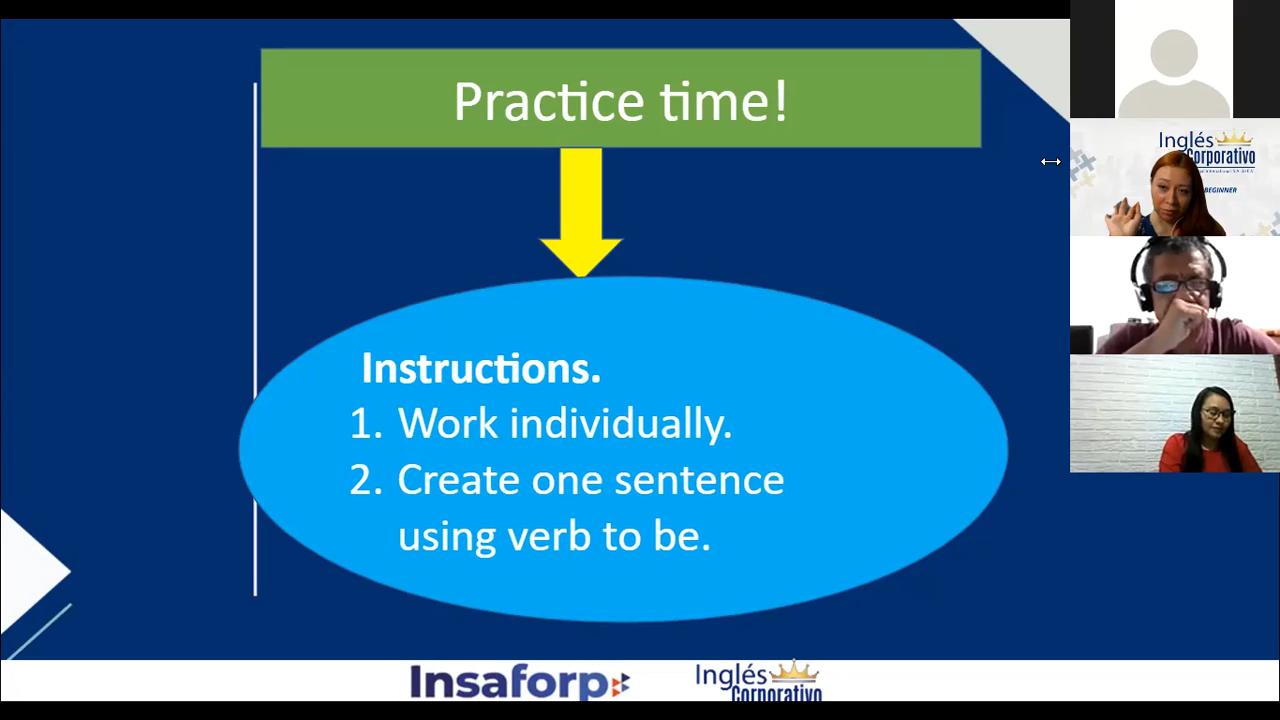 Practice time!
Instructions.
1. Work individually.
2. Create one sentence
using verb to be.
Inglés
Corporativo
BEGINNER
Insaforp
Inglés
Corporativo